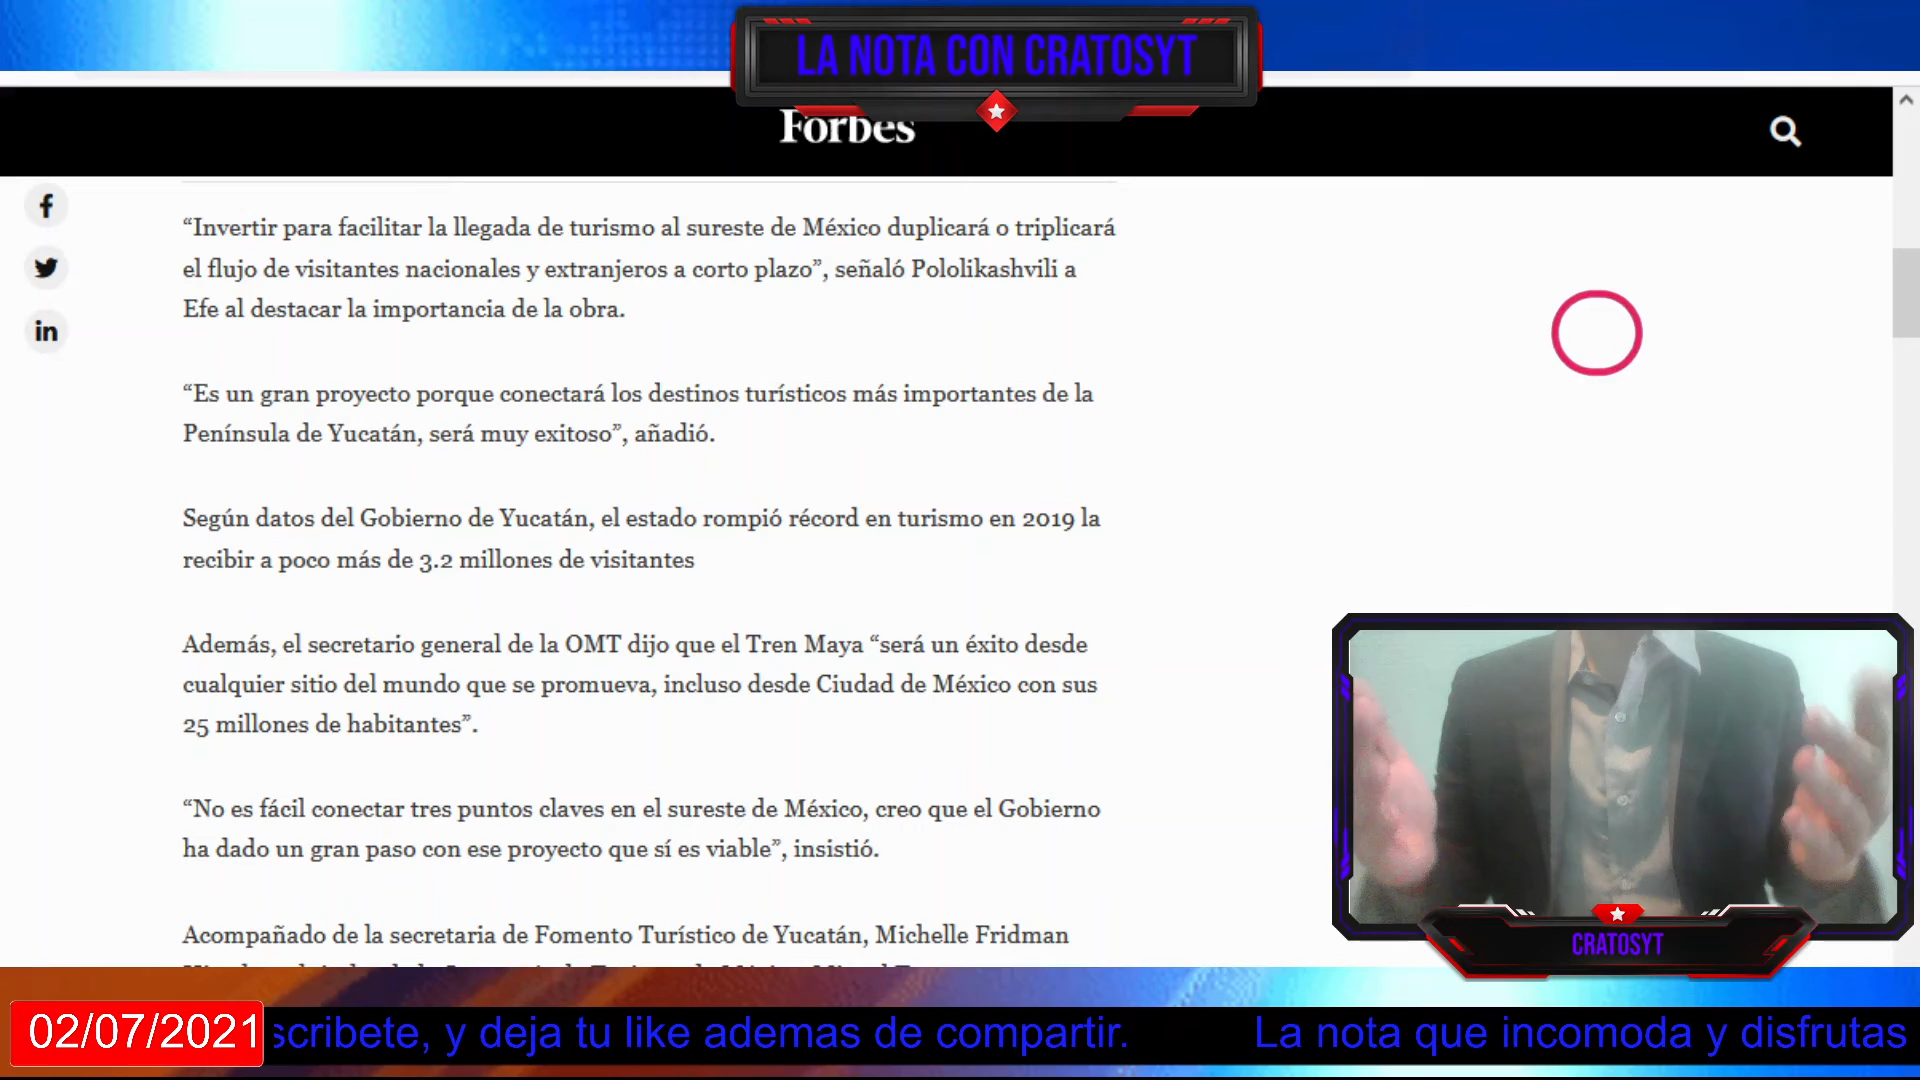 LA NOTA CON CRATOSYT
Forbes
“Invertir para facilitar la llegada de turismo al sureste de México duplicará o triplicará
el flujo de visitantes nacionales y extranjeros a corto plazo”, señaló Pololikashvili a
Efe al destacar la importancia de la obra.
“Es un gran proyecto porque conectará los destinos turísticos más importantes de la
Península de Yucatán, será muy exitoso”, añadió.
Según datos del Gobierno de Yucatán, el estado rompió récord en turismo en 2019 la
recibir a poco más de 3.2 millones de visitantes
Además, el secretario general de la OMT dijo que el Tren Maya “será un éxito desde
cualquier sitio del mundo que se promueva, incluso desde Ciudad de México con sus
25 millones de habitantes”.
“No es fácil conectar tres puntos claves en el sureste de México, creo que el Gobierno
ha dado un gran paso con ese proyecto que sí es viable”, insistió.
Acompañado de la secretaria de Fomento Turístico de Yucatán, Michelle Fridman
CRATOSYT
02/07/2021
scribete, y deja tu like ademas de compartir. La nota que incomoda y disfrutas